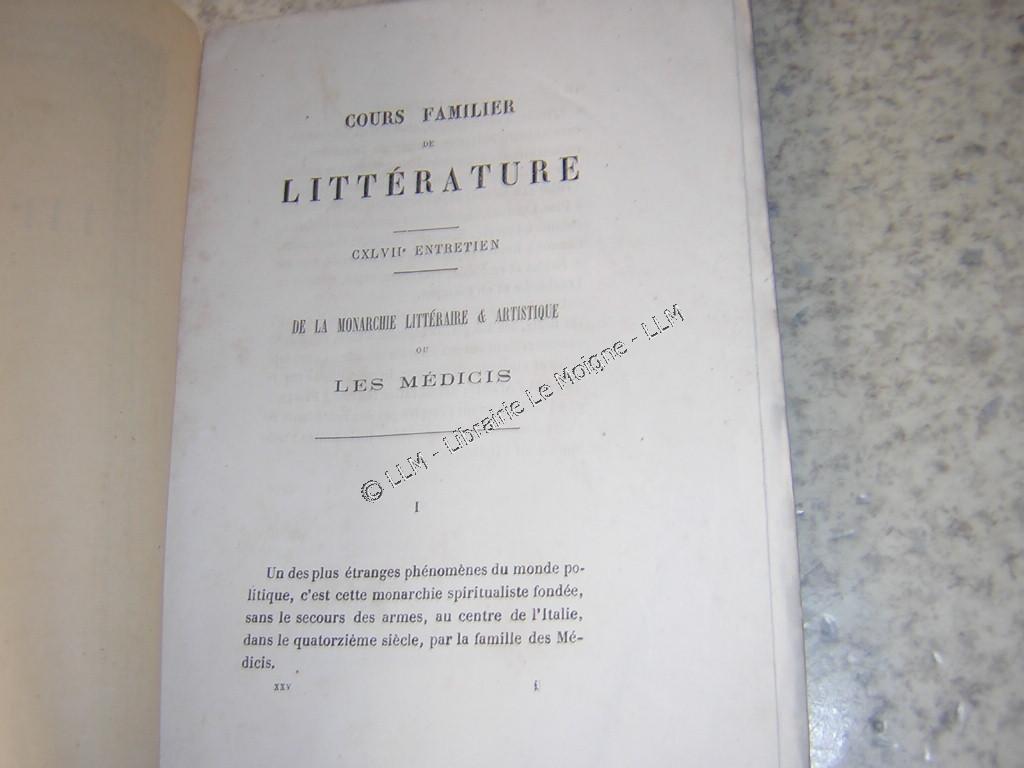 COURS FAMILIER
DE
LITTÉRATURE
CXLVIIe ENTRETIEN
DE LA MONARCHIE LITTÉRAIRE & ARTISTIQUE
OU
LES MÉDICIS
© LLM - Librairie Le Moigne - LLM
I
Un des plus étranges phénomènes du monde po-
litique, c'est cette monarchie spiritualiste fondée,
sans le secours des armes, au centre de l'Italie,
dans le quatorzième siècle, par la famille des Mé-
dicis.
XXV